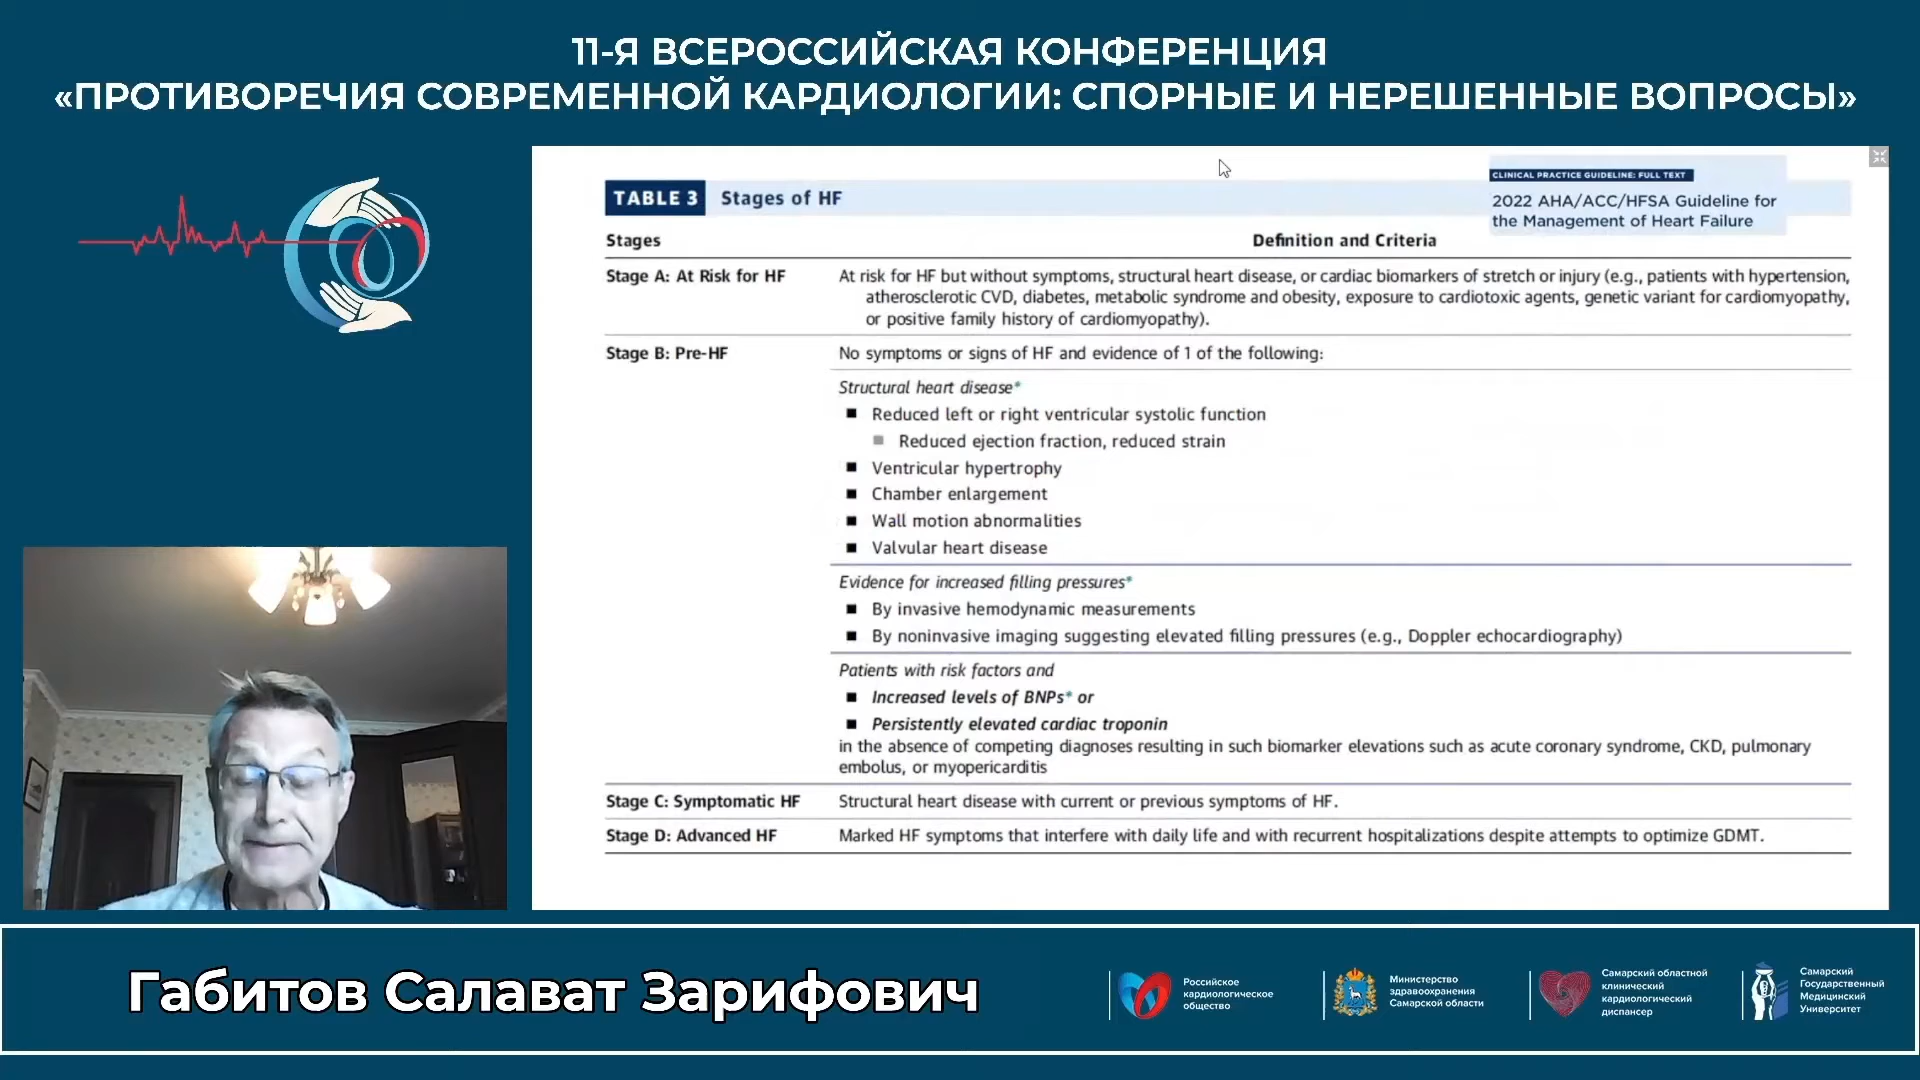 11-Я ВСЕРОССИЙСКАЯ КОНФЕРЕНЦИЯ
«ПРОТИВОРЕЧИЯ СОВРЕМЕННОЙ КАРДИОЛОГИИ: СПОРНЫЕ И НЕРЕШЕННЫЕ ВОПРОСЫ»
TABLE 3 Stages of HF
CLINICAL PRACTICE GUIDELINE: FULL TEXT
2022 AHA/ACC/HFSA Guideline for
the Management of Heart Failure
Stages Definition and Criteria
Stage A: At Risk for HF At risk for HF but without symptoms, structural heart disease, or cardiac biomarkers of stretch or injury (e.g., patients with hypertension,
atherosclerotic CVD, diabetes, metabolic syndrome and obesity, exposure to cardiotoxic agents, genetic variant for cardiomyopathy,
or positive family history of cardiomyopathy).
Stage B: Pre-HF No symptoms or signs of HF and evidence of 1 of the following:
Structural heart disease*
■ Reduced left or right ventricular systolic function
■ Reduced ejection fraction, reduced strain
■ Ventricular hypertrophy
■ Chamber enlargement
■ Wall motion abnormalities
■ Valvular heart disease
Evidence for increased filling pressures*
■ By invasive hemodynamic measurements
■ By noninvasive imaging suggesting elevated filling pressures (e.g., Doppler echocardiography)
Patients with risk factors and
■ Increased levels of BNPs* or
■ Persistently elevated cardiac troponin
in the absence of competing diagnoses resulting in such biomarker elevations such as acute coronary syndrome, CKD, pulmonary
embolus, or myopericarditis
Stage C: Symptomatic HF Structural heart disease with current or previous symptoms of HF.
Stage D: Advanced HF Marked HF symptoms that interfere with daily life and with recurrent hospitalizations despite attempts to optimize GDMT.
Габитов Салават Зарифович
Российское
кардиологическое
общество
Министерство
здравоохранения
Самарской области
Самарский областной
клинический
кардиологический
диспансер
Самарский
Государственный
Медицинский
Университет